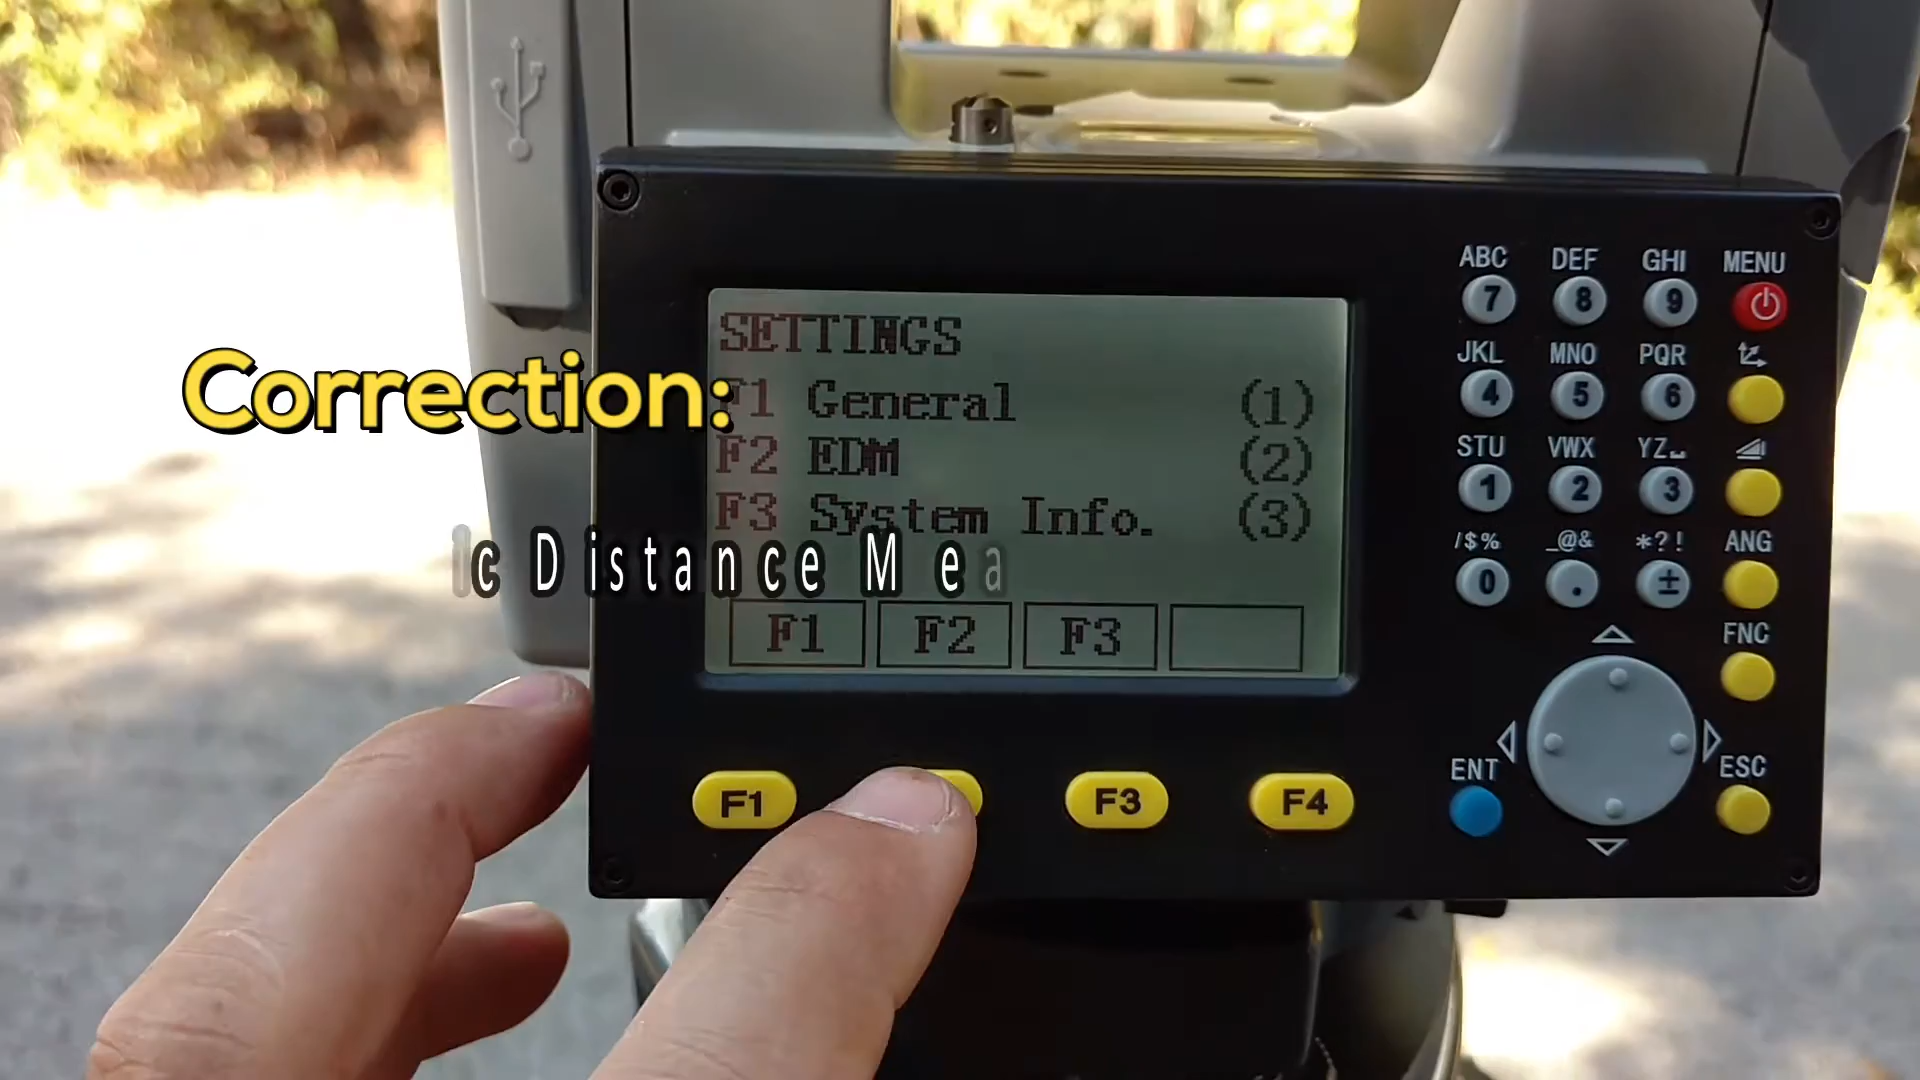 SETTINGS
Correction:
F1 General (1)
F2 EDM (2)
F3 System Info. (3)
ic Distance Mea
F1 F2 F3
F1 F3 F4
ABC DEF GHI MENU
7 8 9
JKL MNO PQR
4 5 6
STU VWX YZ␣
1 2 3
/$% _@& *?! ANG
0 . ±
FNC
ENT ESC